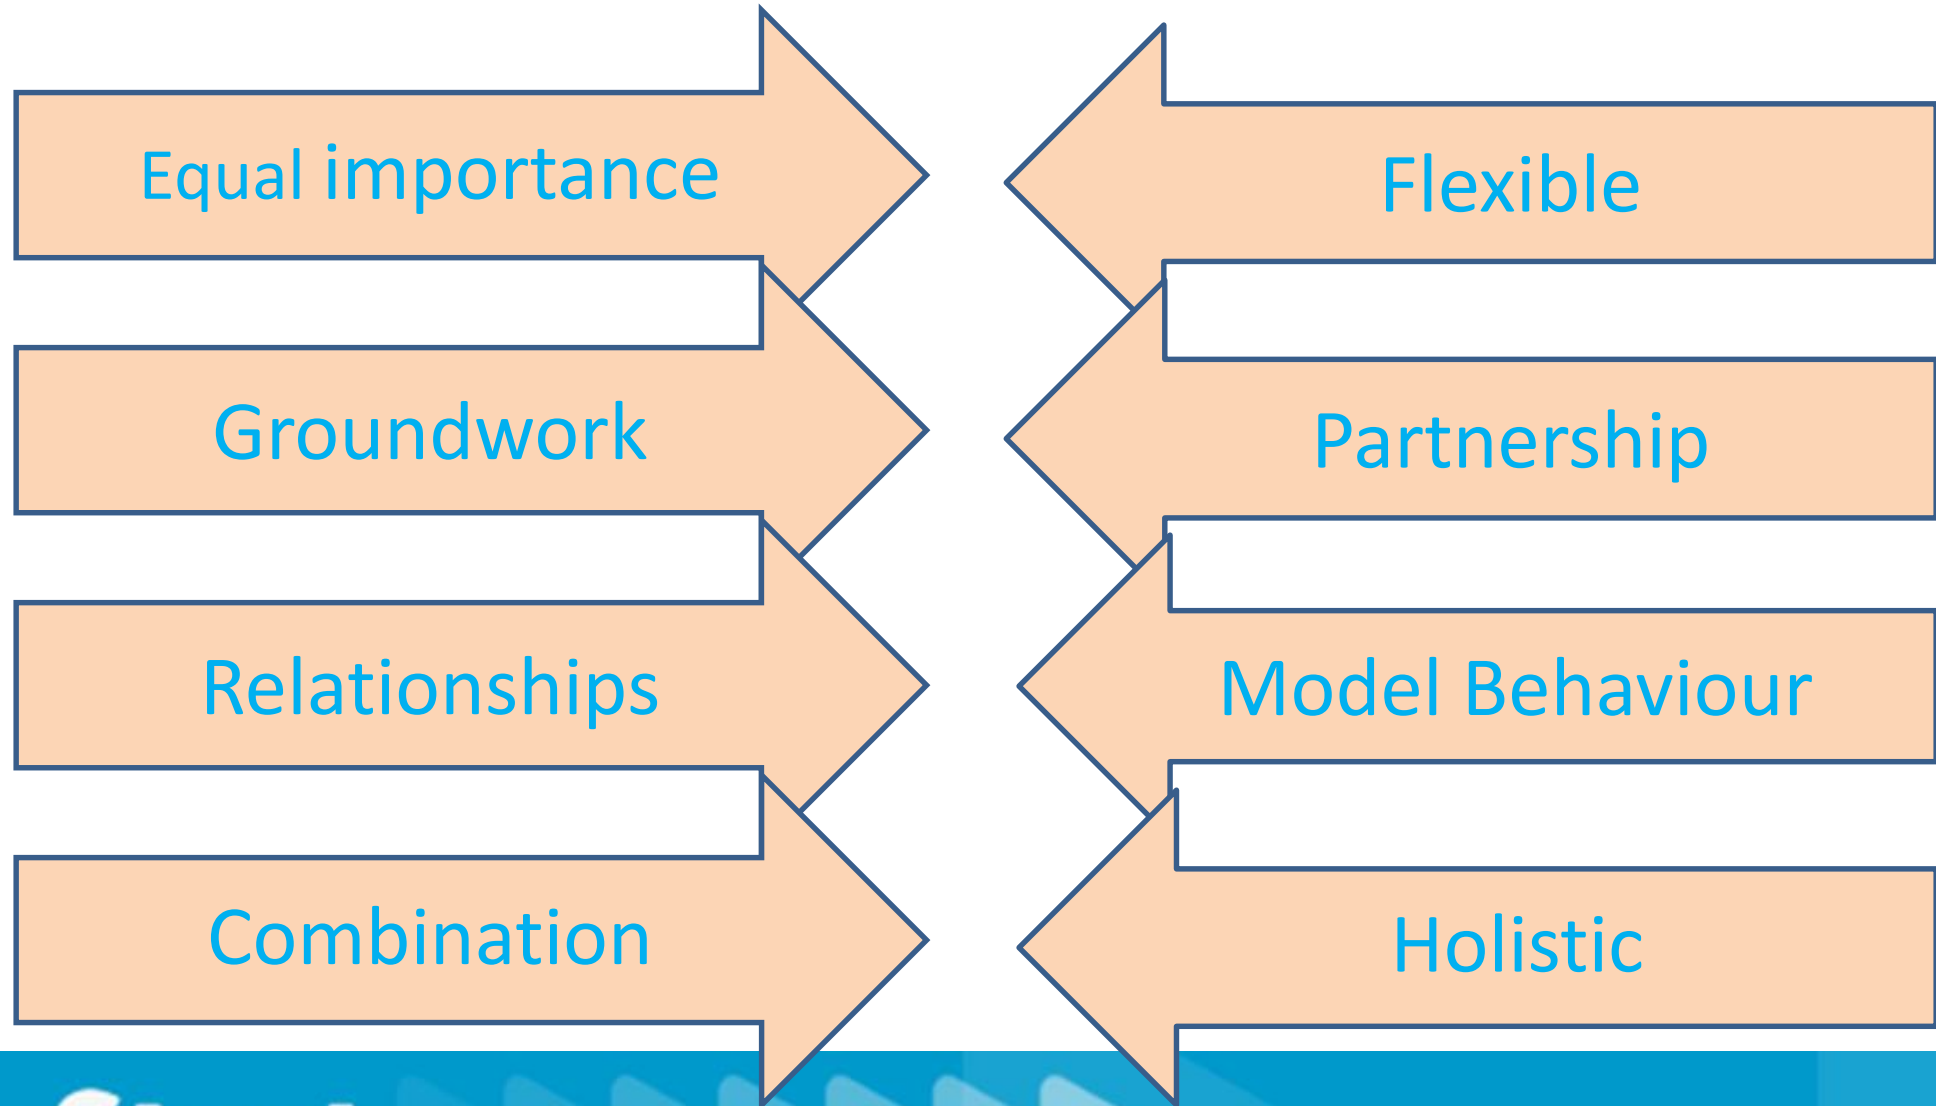 Equal importance
Flexible
Groundwork
Partnership
Relationships
Model Behaviour
Combination
Holistic